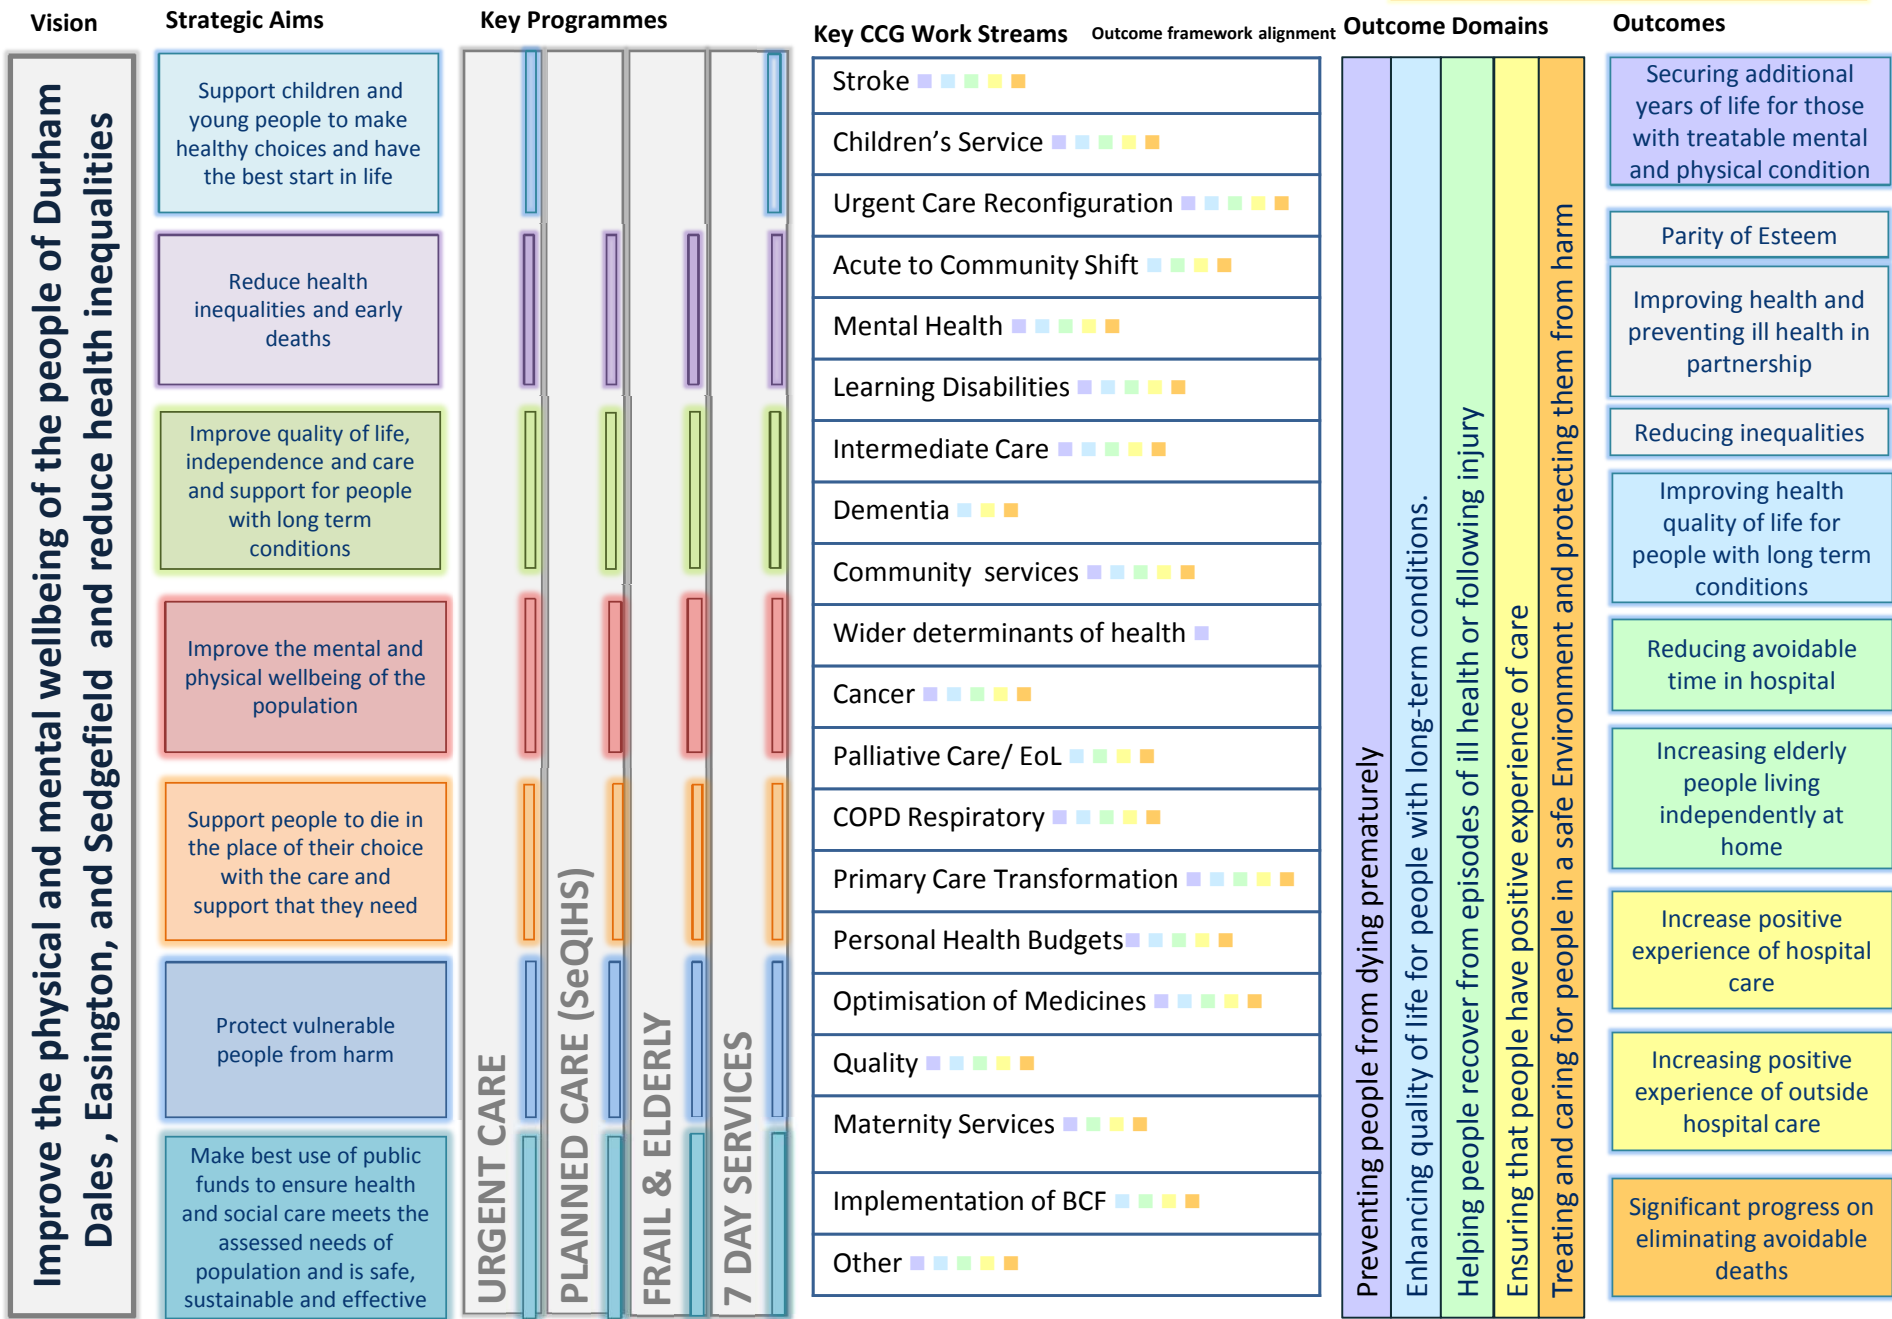 Vision
Strategic Aims
Key Programmes
Key CCG Work Streams
Outcome framework alignment
Outcome Domains
Outcomes
Improve the physical and mental wellbeing of the people of Durham
Dales , Easington, and Sedgefield and reduce health inequalities
Support children and
young people to make
healthy choices and have
the best start in life
Reduce health
inequalities and early
deaths
Improve quality of life,
independence and care
and support for people
with long term
conditions
Improve the mental and
physical wellbeing of the
population
Support people to die in
the place of their choice
with the care and
support that they need
Protect vulnerable
people from harm
Make best use of public
funds to ensure health
and social care meets the
assessed needs of
population and is safe,
sustainable and effective
URGENT CARE
PLANNED CARE (SeQIHS)
FRAIL & ELDERLY
7 DAY SERVICES
Stroke
Children’s Service
Urgent Care Reconfiguration
Acute to Community Shift
Mental Health
Learning Disabilities
Intermediate Care
Dementia
Community services
Wider determinants of health
Cancer
Palliative Care/ EoL
COPD Respiratory
Primary Care Transformation
Personal Health Budgets
Optimisation of Medicines
Quality
Maternity Services
Implementation of BCF
Other
Preventing people from dying prematurely
Enhancing quality of life for people with long-term conditions.
Helping people recover from episodes of ill health or following injury
Ensuring that people have positive experience of care
Treating and caring for people in a safe Environment and protecting them from harm
Securing additional
years of life for those
with treatable mental
and physical condition
Parity of Esteem
Improving health and
preventing ill health in
partnership
Reducing inequalities
Improving health
quality of life for
people with long term
conditions
Reducing avoidable
time in hospital
Increasing elderly
people living
independently at
home
Increase positive
experience of hospital
care
Increasing positive
experience of outside
hospital care
Significant progress on
eliminating avoidable
deaths